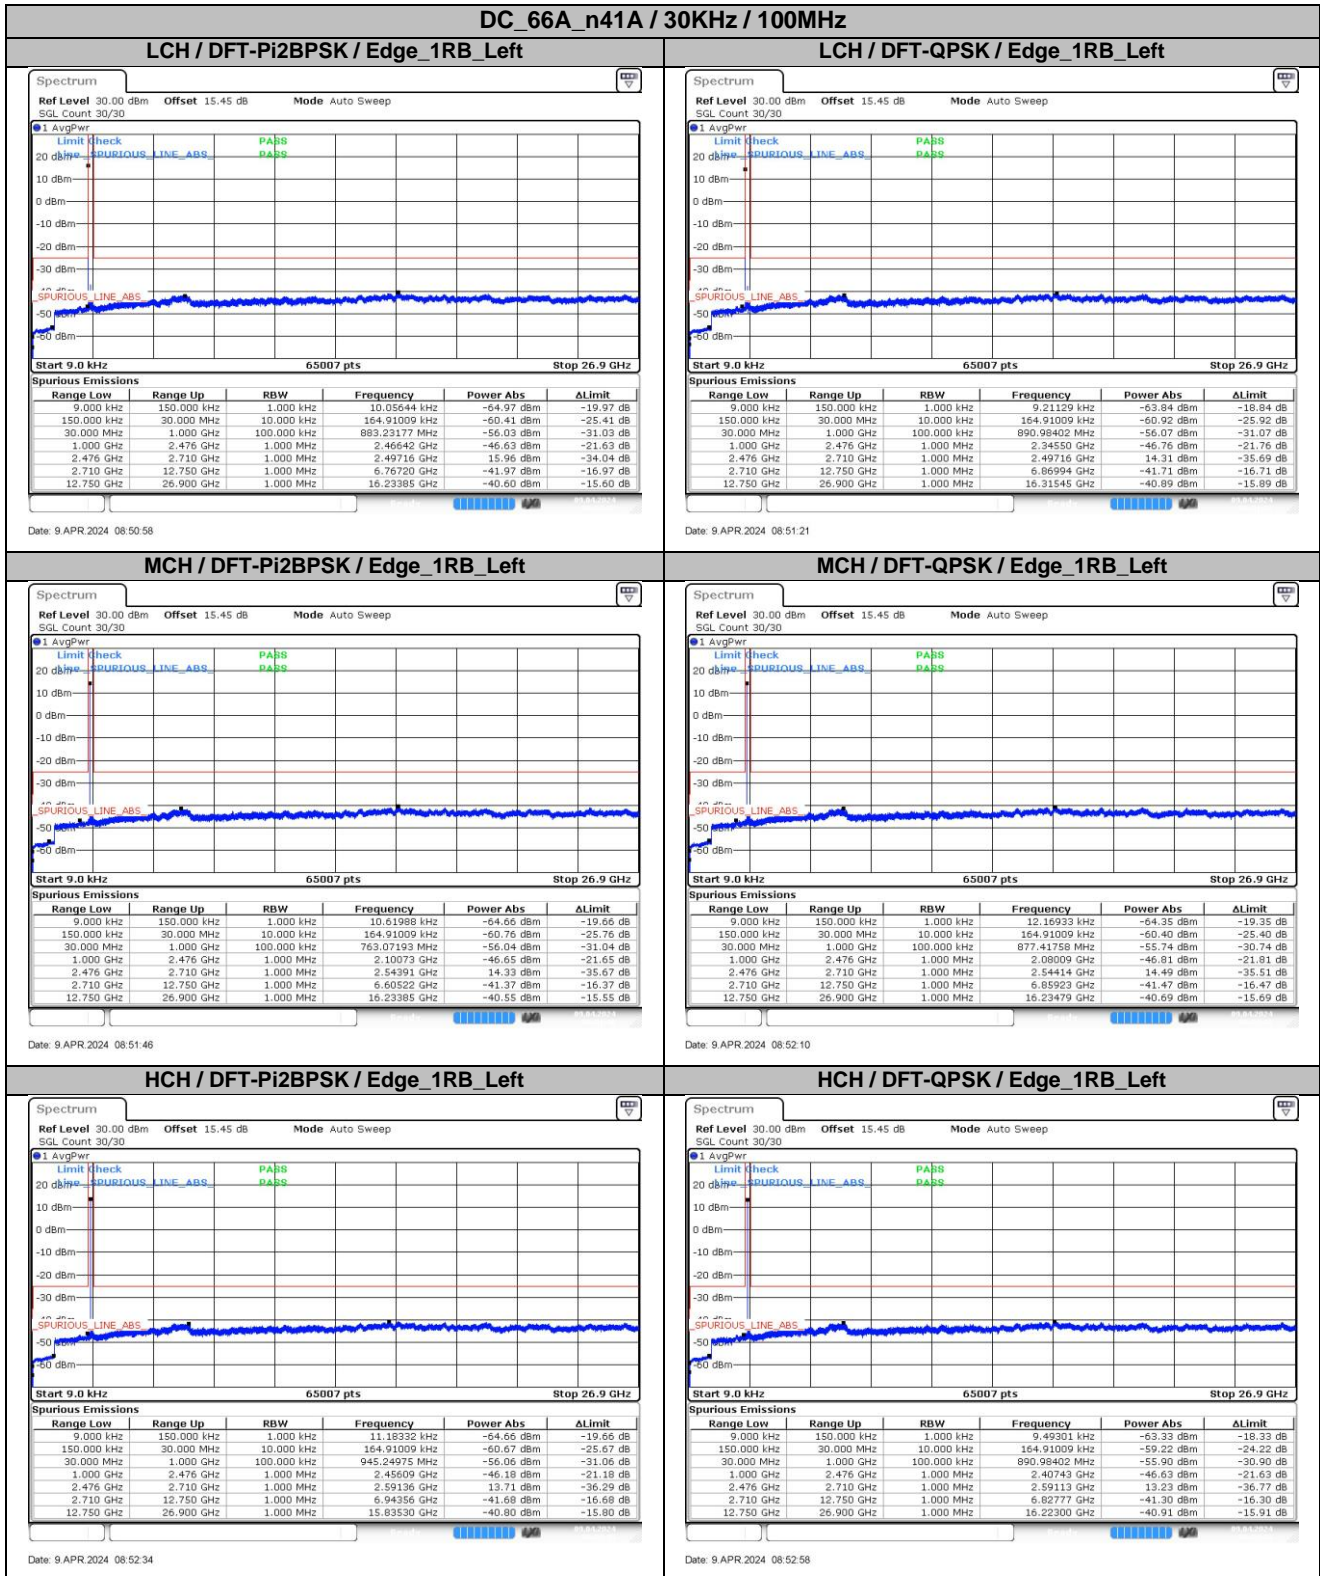 DC_66A_n41A / 30KHz / 100MHz
LCH / DFT-Pi2BPSK / Edge_1RB_Left
Spectrum
Ref Level 30.00 dBm Offset 15.45 dB Mode Auto Sweep
SGL Count 30/30
1 AvgPwr
Limit Check PASS
Line _SPURIOUS_LINE_ABS_ PASS
20 dBm
10 dBm
0 dBm
-10 dBm
-20 dBm
-30 dBm
-40 dBm
_SPURIOUS_LINE_ABS_
-50 dBm
-60 dBm
Start 9.0 kHz 65007 pts Stop 26.9 GHz
Spurious Emissions
Range Low Range Up RBW Frequency Power Abs ΔLimit
9.000 kHz 150.000 kHz 1.000 kHz 10.05644 kHz -64.97 dBm -19.97 dB
150.000 kHz 30.000 MHz 10.000 kHz 164.91009 kHz -60.41 dBm -25.41 dB
30.000 MHz 1.000 GHz 100.000 kHz 883.23177 MHz -56.03 dBm -31.03 dB
1.000 GHz 2.476 GHz 1.000 MHz 2.46642 GHz -46.63 dBm -21.63 dB
2.476 GHz 2.710 GHz 1.000 MHz 2.49716 GHz 15.96 dBm -34.04 dB
2.710 GHz 12.750 GHz 1.000 MHz 6.76720 GHz -41.97 dBm -16.97 dB
12.750 GHz 26.900 GHz 1.000 MHz 16.23385 GHz -40.60 dBm -15.60 dB
Date: 9.APR.2024 08:50:58
LCH / DFT-QPSK / Edge_1RB_Left
Spectrum
Ref Level 30.00 dBm Offset 15.45 dB Mode Auto Sweep
SGL Count 30/30
1 AvgPwr
Limit Check PASS
Line _SPURIOUS_LINE_ABS_ PASS
20 dBm
10 dBm
0 dBm
-10 dBm
-20 dBm
-30 dBm
-40 dBm
_SPURIOUS_LINE_ABS_
-50 dBm
-60 dBm
Start 9.0 kHz 65007 pts Stop 26.9 GHz
Spurious Emissions
Range Low Range Up RBW Frequency Power Abs ΔLimit
9.000 kHz 150.000 kHz 1.000 kHz 9.21129 kHz -63.84 dBm -18.84 dB
150.000 kHz 30.000 MHz 10.000 kHz 164.91009 kHz -60.92 dBm -25.92 dB
30.000 MHz 1.000 GHz 100.000 kHz 890.98402 MHz -56.07 dBm -31.07 dB
1.000 GHz 2.476 GHz 1.000 MHz 2.34550 GHz -46.76 dBm -21.76 dB
2.476 GHz 2.710 GHz 1.000 MHz 2.49716 GHz 14.31 dBm -35.69 dB
2.710 GHz 12.750 GHz 1.000 MHz 6.86994 GHz -41.71 dBm -16.71 dB
12.750 GHz 26.900 GHz 1.000 MHz 16.31545 GHz -40.89 dBm -15.89 dB
Date: 9.APR.2024 08:51:21
MCH / DFT-Pi2BPSK / Edge_1RB_Left
Spectrum
Ref Level 30.00 dBm Offset 15.45 dB Mode Auto Sweep
SGL Count 30/30
1 AvgPwr
Limit Check PASS
Line _SPURIOUS_LINE_ABS_ PASS
20 dBm
10 dBm
0 dBm
-10 dBm
-20 dBm
-30 dBm
-40 dBm
_SPURIOUS_LINE_ABS_
-50 dBm
-60 dBm
Start 9.0 kHz 65007 pts Stop 26.9 GHz
Spurious Emissions
Range Low Range Up RBW Frequency Power Abs ΔLimit
9.000 kHz 150.000 kHz 1.000 kHz 10.61988 kHz -64.66 dBm -19.66 dB
150.000 kHz 30.000 MHz 10.000 kHz 164.91009 kHz -60.76 dBm -25.76 dB
30.000 MHz 1.000 GHz 100.000 kHz 763.07193 MHz -56.04 dBm -31.04 dB
1.000 GHz 2.476 GHz 1.000 MHz 2.10073 GHz -46.65 dBm -21.65 dB
2.476 GHz 2.710 GHz 1.000 MHz 2.54391 GHz 14.33 dBm -35.67 dB
2.710 GHz 12.750 GHz 1.000 MHz 6.60522 GHz -41.37 dBm -16.37 dB
12.750 GHz 26.900 GHz 1.000 MHz 16.23385 GHz -40.55 dBm -15.55 dB
Date: 9.APR.2024 08:51:46
MCH / DFT-QPSK / Edge_1RB_Left
Spectrum
Ref Level 30.00 dBm Offset 15.45 dB Mode Auto Sweep
SGL Count 30/30
1 AvgPwr
Limit Check PASS
Line _SPURIOUS_LINE_ABS_ PASS
20 dBm
10 dBm
0 dBm
-10 dBm
-20 dBm
-30 dBm
-40 dBm
_SPURIOUS_LINE_ABS_
-50 dBm
-60 dBm
Start 9.0 kHz 65007 pts Stop 26.9 GHz
Spurious Emissions
Range Low Range Up RBW Frequency Power Abs ΔLimit
9.000 kHz 150.000 kHz 1.000 kHz 12.16933 kHz -64.35 dBm -19.35 dB
150.000 kHz 30.000 MHz 10.000 kHz 164.91009 kHz -60.40 dBm -25.40 dB
30.000 MHz 1.000 GHz 100.000 kHz 877.41758 MHz -55.74 dBm -30.74 dB
1.000 GHz 2.476 GHz 1.000 MHz 2.08009 GHz -46.81 dBm -21.81 dB
2.476 GHz 2.710 GHz 1.000 MHz 2.54414 GHz 14.49 dBm -35.51 dB
2.710 GHz 12.750 GHz 1.000 MHz 6.85923 GHz -41.47 dBm -16.47 dB
12.750 GHz 26.900 GHz 1.000 MHz 16.23479 GHz -40.69 dBm -15.69 dB
Date: 9.APR.2024 08:52:10
HCH / DFT-Pi2BPSK / Edge_1RB_Left
Spectrum
Ref Level 30.00 dBm Offset 15.45 dB Mode Auto Sweep
SGL Count 30/30
1 AvgPwr
Limit Check PASS
Line _SPURIOUS_LINE_ABS_ PASS
20 dBm
10 dBm
0 dBm
-10 dBm
-20 dBm
-30 dBm
-40 dBm
_SPURIOUS_LINE_ABS_
-50 dBm
-60 dBm
Start 9.0 kHz 65007 pts Stop 26.9 GHz
Spurious Emissions
Range Low Range Up RBW Frequency Power Abs ΔLimit
9.000 kHz 150.000 kHz 1.000 kHz 11.18332 kHz -64.66 dBm -19.66 dB
150.000 kHz 30.000 MHz 10.000 kHz 164.91009 kHz -60.67 dBm -25.67 dB
30.000 MHz 1.000 GHz 100.000 kHz 945.24975 MHz -56.06 dBm -31.06 dB
1.000 GHz 2.476 GHz 1.000 MHz 2.45609 GHz -46.18 dBm -21.18 dB
2.476 GHz 2.710 GHz 1.000 MHz 2.59136 GHz 13.71 dBm -36.29 dB
2.710 GHz 12.750 GHz 1.000 MHz 6.94356 GHz -41.68 dBm -16.68 dB
12.750 GHz 26.900 GHz 1.000 MHz 15.83530 GHz -40.80 dBm -15.80 dB
Date: 9.APR.2024 08:52:34
HCH / DFT-QPSK / Edge_1RB_Left
Spectrum
Ref Level 30.00 dBm Offset 15.45 dB Mode Auto Sweep
SGL Count 30/30
1 AvgPwr
Limit Check PASS
Line _SPURIOUS_LINE_ABS_ PASS
20 dBm
10 dBm
0 dBm
-10 dBm
-20 dBm
-30 dBm
-40 dBm
_SPURIOUS_LINE_ABS_
-50 dBm
-60 dBm
Start 9.0 kHz 65007 pts Stop 26.9 GHz
Spurious Emissions
Range Low Range Up RBW Frequency Power Abs ΔLimit
9.000 kHz 150.000 kHz 1.000 kHz 9.49301 kHz -63.33 dBm -18.33 dB
150.000 kHz 30.000 MHz 10.000 kHz 164.91009 kHz -59.22 dBm -24.22 dB
30.000 MHz 1.000 GHz 100.000 kHz 890.98402 MHz -55.90 dBm -30.90 dB
1.000 GHz 2.476 GHz 1.000 MHz 2.40743 GHz -46.63 dBm -21.63 dB
2.476 GHz 2.710 GHz 1.000 MHz 2.59113 GHz 13.23 dBm -36.77 dB
2.710 GHz 12.750 GHz 1.000 MHz 6.82777 GHz -41.30 dBm -16.30 dB
12.750 GHz 26.900 GHz 1.000 MHz 16.22300 GHz -40.91 dBm -15.91 dB
Date: 9.APR.2024 08:52:58